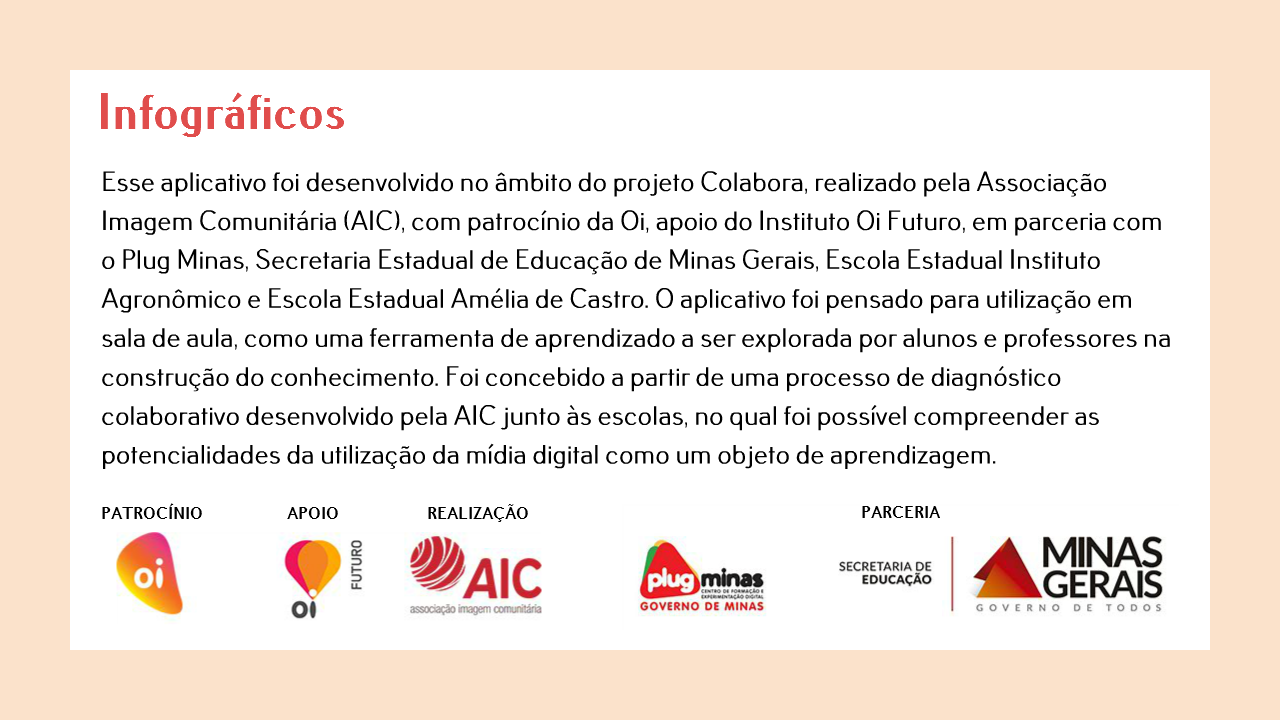 Infográficos
Esse aplicativo foi desenvolvido no âmbito do projeto Colabora, realizado pela Associação
Imagem Comunitária (AIC), com patrocínio da Oi, apoio do Instituto Oi Futuro, em parceria com
o Plug Minas, Secretaria Estadual de Educação de Minas Gerais, Escola Estadual Instituto
Agronômico e Escola Estadual Amélia de Castro. O aplicativo foi pensado para utilização em
sala de aula, como uma ferramenta de aprendizado a ser explorada por alunos e professores na
construção do conhecimento. Foi concebido a partir de uma processo de diagnóstico
colaborativo desenvolvido pela AIC junto às escolas, no qual foi possível compreender as
potencialidades da utilização da mídia digital como um objeto de aprendizagem.
PATROCÍNIO
APOIO
REALIZAÇÃO
PARCERIA
oi
oi
FUTURO
AIC
associação imagem comunitária
plug minas
CENTRO DE FORMAÇÃO E
EXPERIMENTAÇÃO DIGITAL
GOVERNO DE MINAS
SECRETARIA DE
EDUCAÇÃO
MINAS
GERAIS
GOVERNO DE TODOS